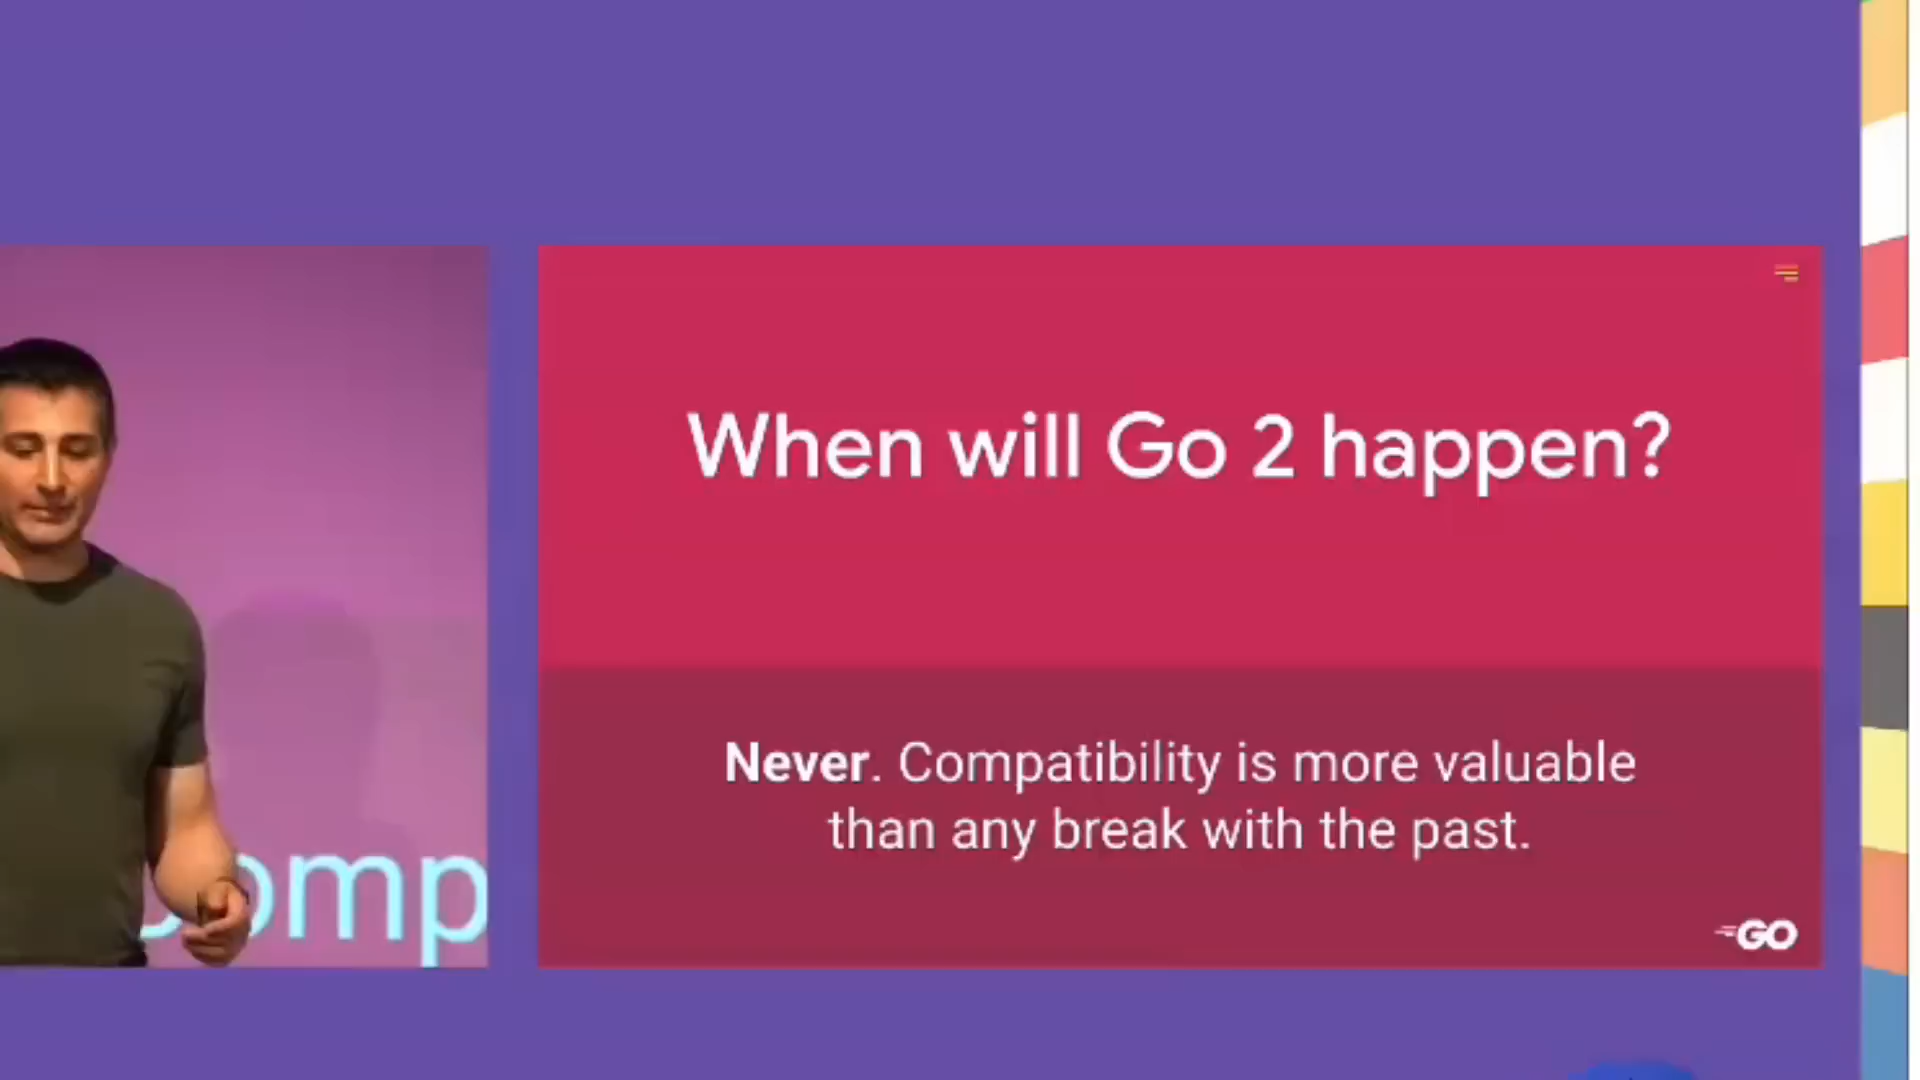 When will Go 2 happen?
Never. Compatibility is more valuable
than any break with the past.
GO
omp